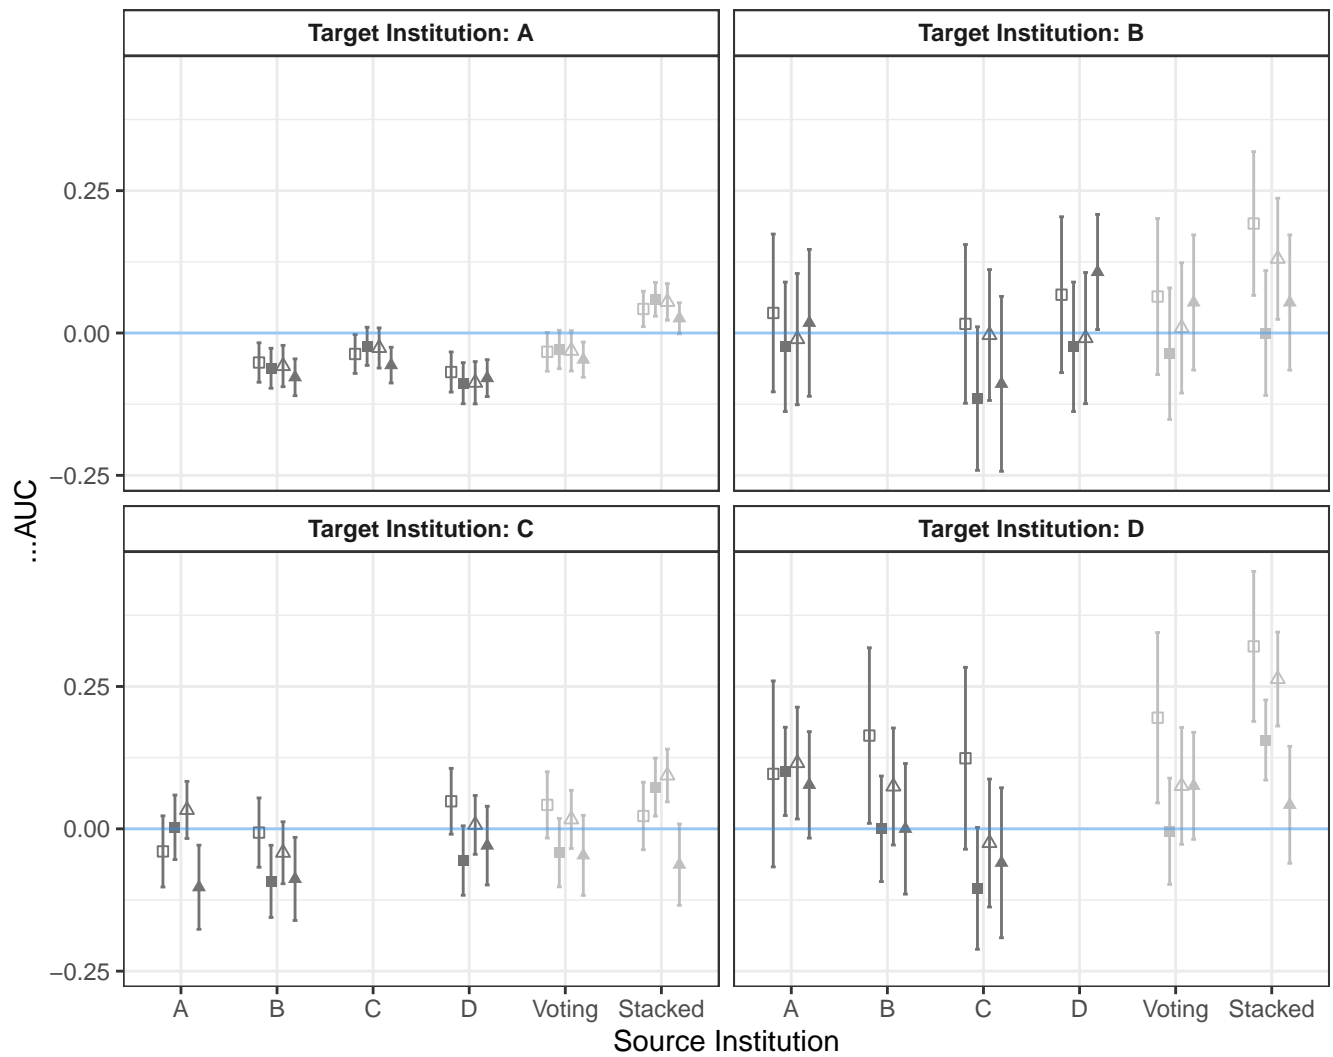 Target Institution: A
Target Institution: B
0.25
0.00
−0.25
Target Institution: C
Target Institution: D
0.25
0.00
−0.25
...AUC
A B C D Voting Stacked
A B C D Voting Stacked
Source Institution